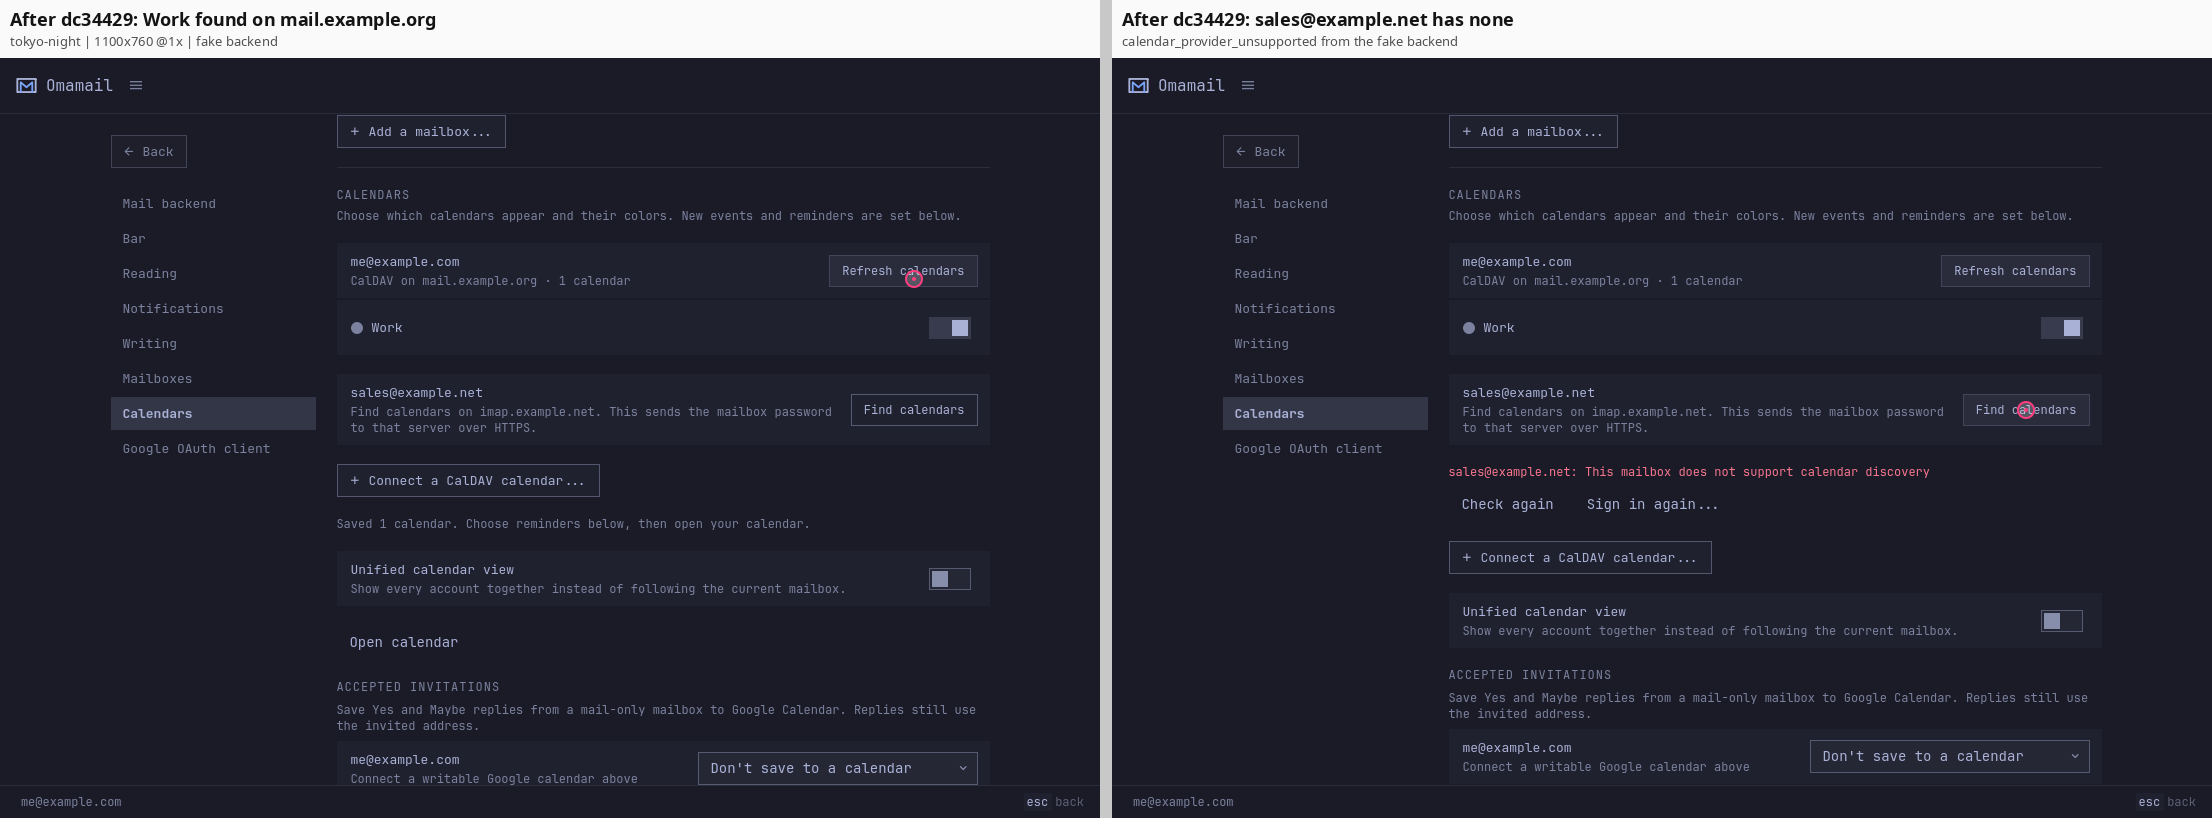 After dc34429: Work found on mail.example.org
tokyo-night | 1100x760 @1x | fake backend
Omamail
← Back
Mail backend
Bar
Reading
Notifications
Writing
Mailboxes
Calendars
Google OAuth client
+ Add a mailbox...
CALENDARS
Choose which calendars appear and their colors. New events and reminders are set below.
me@example.com
CalDAV on mail.example.org · 1 calendar
Refresh calendars
Work
sales@example.net
Find calendars on imap.example.net. This sends the mailbox password
to that server over HTTPS.
Find calendars
+ Connect a CalDAV calendar...
Saved 1 calendar. Choose reminders below, then open your calendar.
Unified calendar view
Show every account together instead of following the current mailbox.
Open calendar
ACCEPTED INVITATIONS
Save Yes and Maybe replies from a mail-only mailbox to Google Calendar. Replies still use
the invited address.
me@example.com
Connect a writable Google calendar above
Don't save to a calendar
me@example.com
esc back
After dc34429: sales@example.net has none
calendar_provider_unsupported from the fake backend
Omamail
← Back
Mail backend
Bar
Reading
Notifications
Writing
Mailboxes
Calendars
Google OAuth client
+ Add a mailbox...
CALENDARS
Choose which calendars appear and their colors. New events and reminders are set below.
me@example.com
CalDAV on mail.example.org · 1 calendar
Refresh calendars
Work
sales@example.net
Find calendars on imap.example.net. This sends the mailbox password
to that server over HTTPS.
Find calendars
sales@example.net: This mailbox does not support calendar discovery
Check again
Sign in again...
+ Connect a CalDAV calendar...
Unified calendar view
Show every account together instead of following the current mailbox.
ACCEPTED INVITATIONS
Save Yes and Maybe replies from a mail-only mailbox to Google Calendar. Replies still use
the invited address.
me@example.com
Connect a writable Google calendar above
Don't save to a calendar
me@example.com
esc back